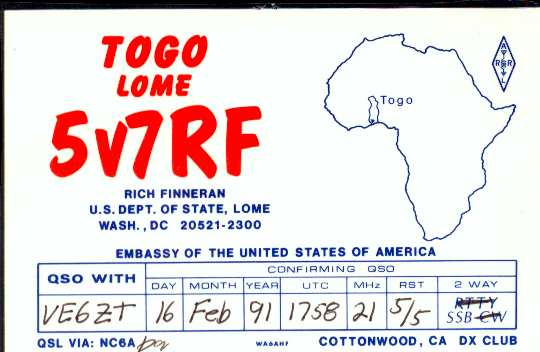 TOGO
LOME
5V7RF
Togo
A
R R
L
RICH FINNERAN
U.S. DEPT. OF STATE, LOME
WASH., DC 20521-2300
EMBASSY OF THE UNITED STATES OF AMERICA
QSO WITH
CONFIRMING QSO
DAY MONTH YEAR UTC MHz RST 2 WAY
VE6ZT 16 Feb 91 1758 21 5/5 RTTY
SSB CW
QSL VIA: NC6A WA6AHF COTTONWOOD, CA DX CLUB